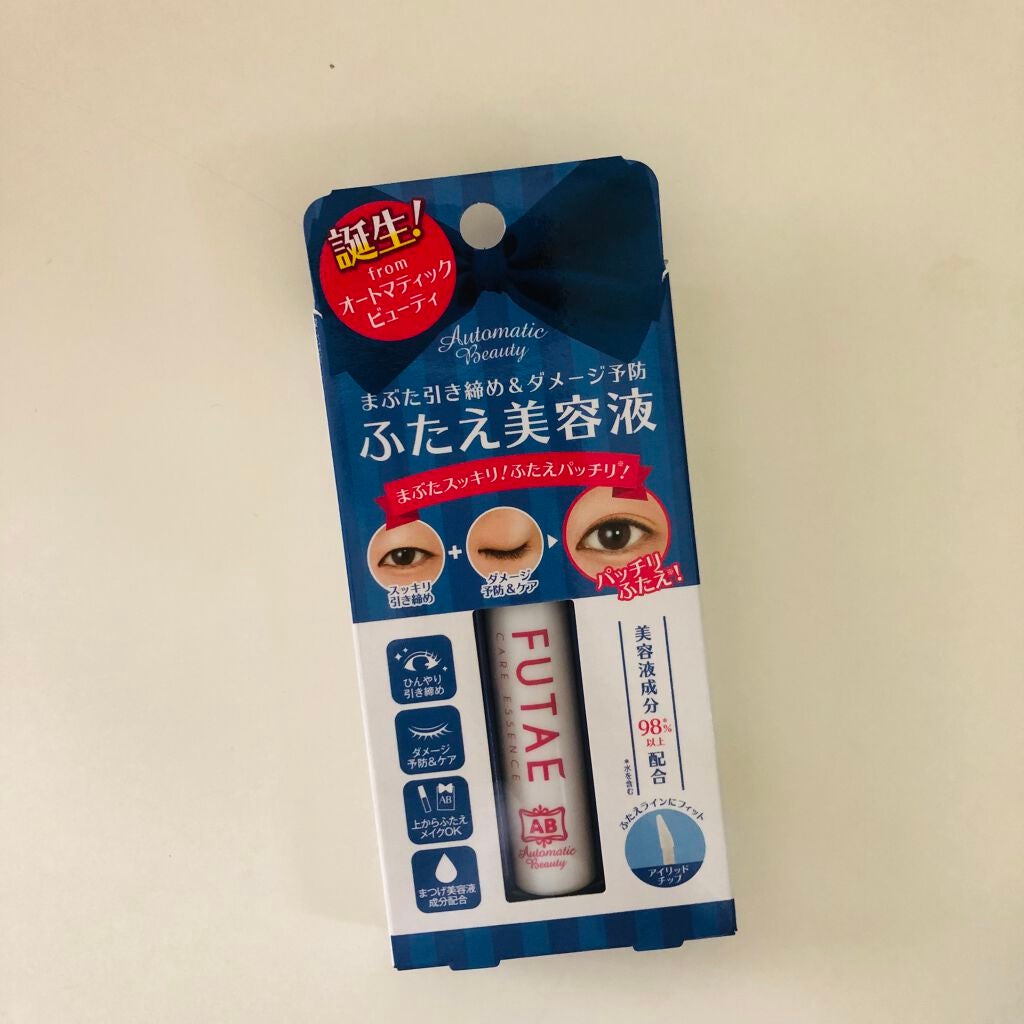 誕生!
from
オートマティック
ビューティ
Automatic
Beauty
まぶた引き締め&ダメージ予防
ふたえ美容液
まぶたスッキリ!ふたえパッチリ※!
スッキリ
引き締め
+
ダメージ
予防&ケア
パッチリ
ふたえ※!
ひんやり
引き締め
ダメージ
予防&ケア
AB
上からふたえ
メイクOK
まつげ美容液
成分配合
FUTAE
CARE ESSENCE
AB
Automatic
Beauty
美容液成分98*%以上配合
*水を含む
ふたえラインにフィット
アイリッド
チップ